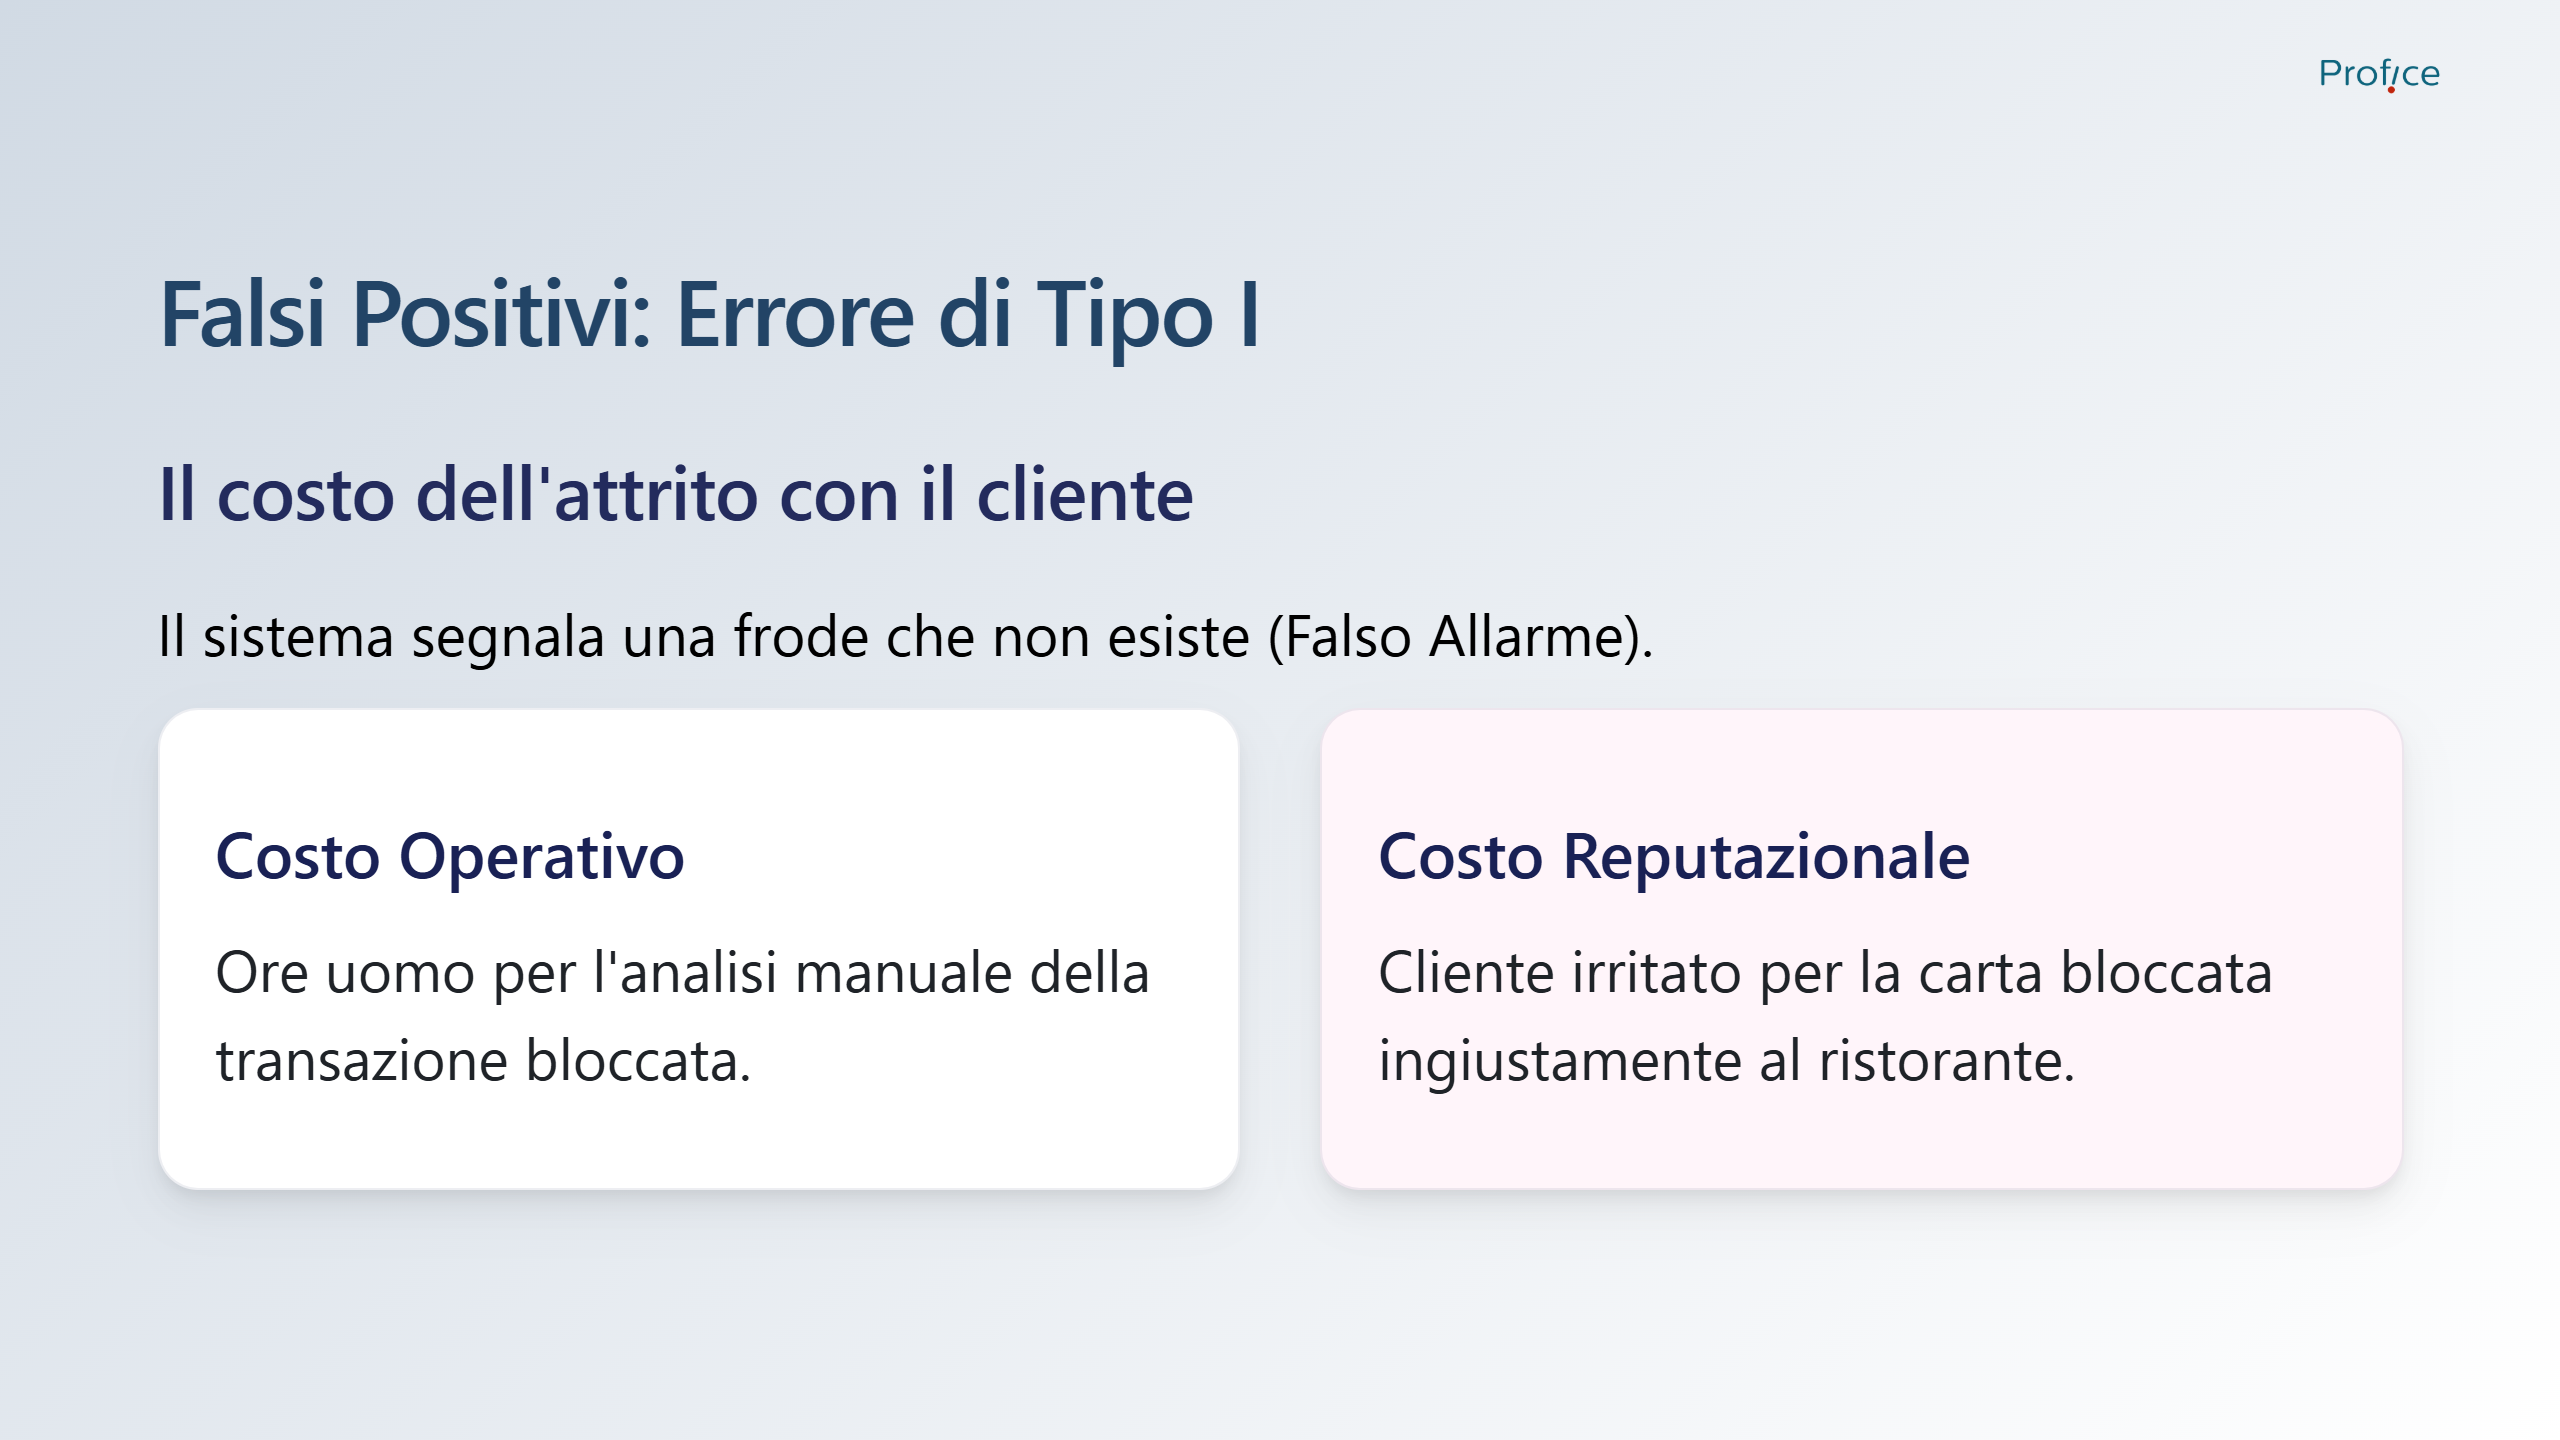 Profice
Falsi Positivi: Errore di Tipo I
Il costo dell'attrito con il cliente
Il sistema segnala una frode che non esiste (Falso Allarme).
Costo Operativo
Ore uomo per l'analisi manuale della
transazione bloccata.
Costo Reputazionale
Cliente irritato per la carta bloccata
ingiustamente al ristorante.